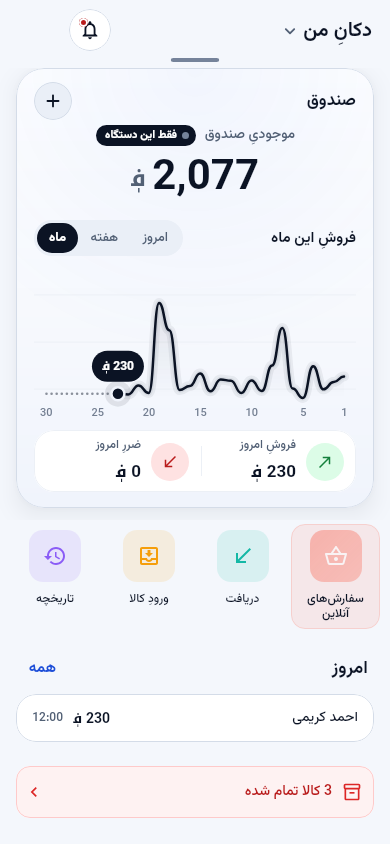 دکانِ من
صندوق
موجودیِ صندوق
فقط این دستگاه
2,077 ؋
فروشِ این ماه
امروز
هفته
ماه
230 ؋
30 25 20 15 10 5 1
فروشِ امروز
230 ؋
ضررِ امروز
0 ؋
سفارش‌های آنلاین
دریافت
ورودِ کالا
تاریخچه
امروز
همه
احمد کریمی
230 ؋
12:00
3 کالا تمام شده